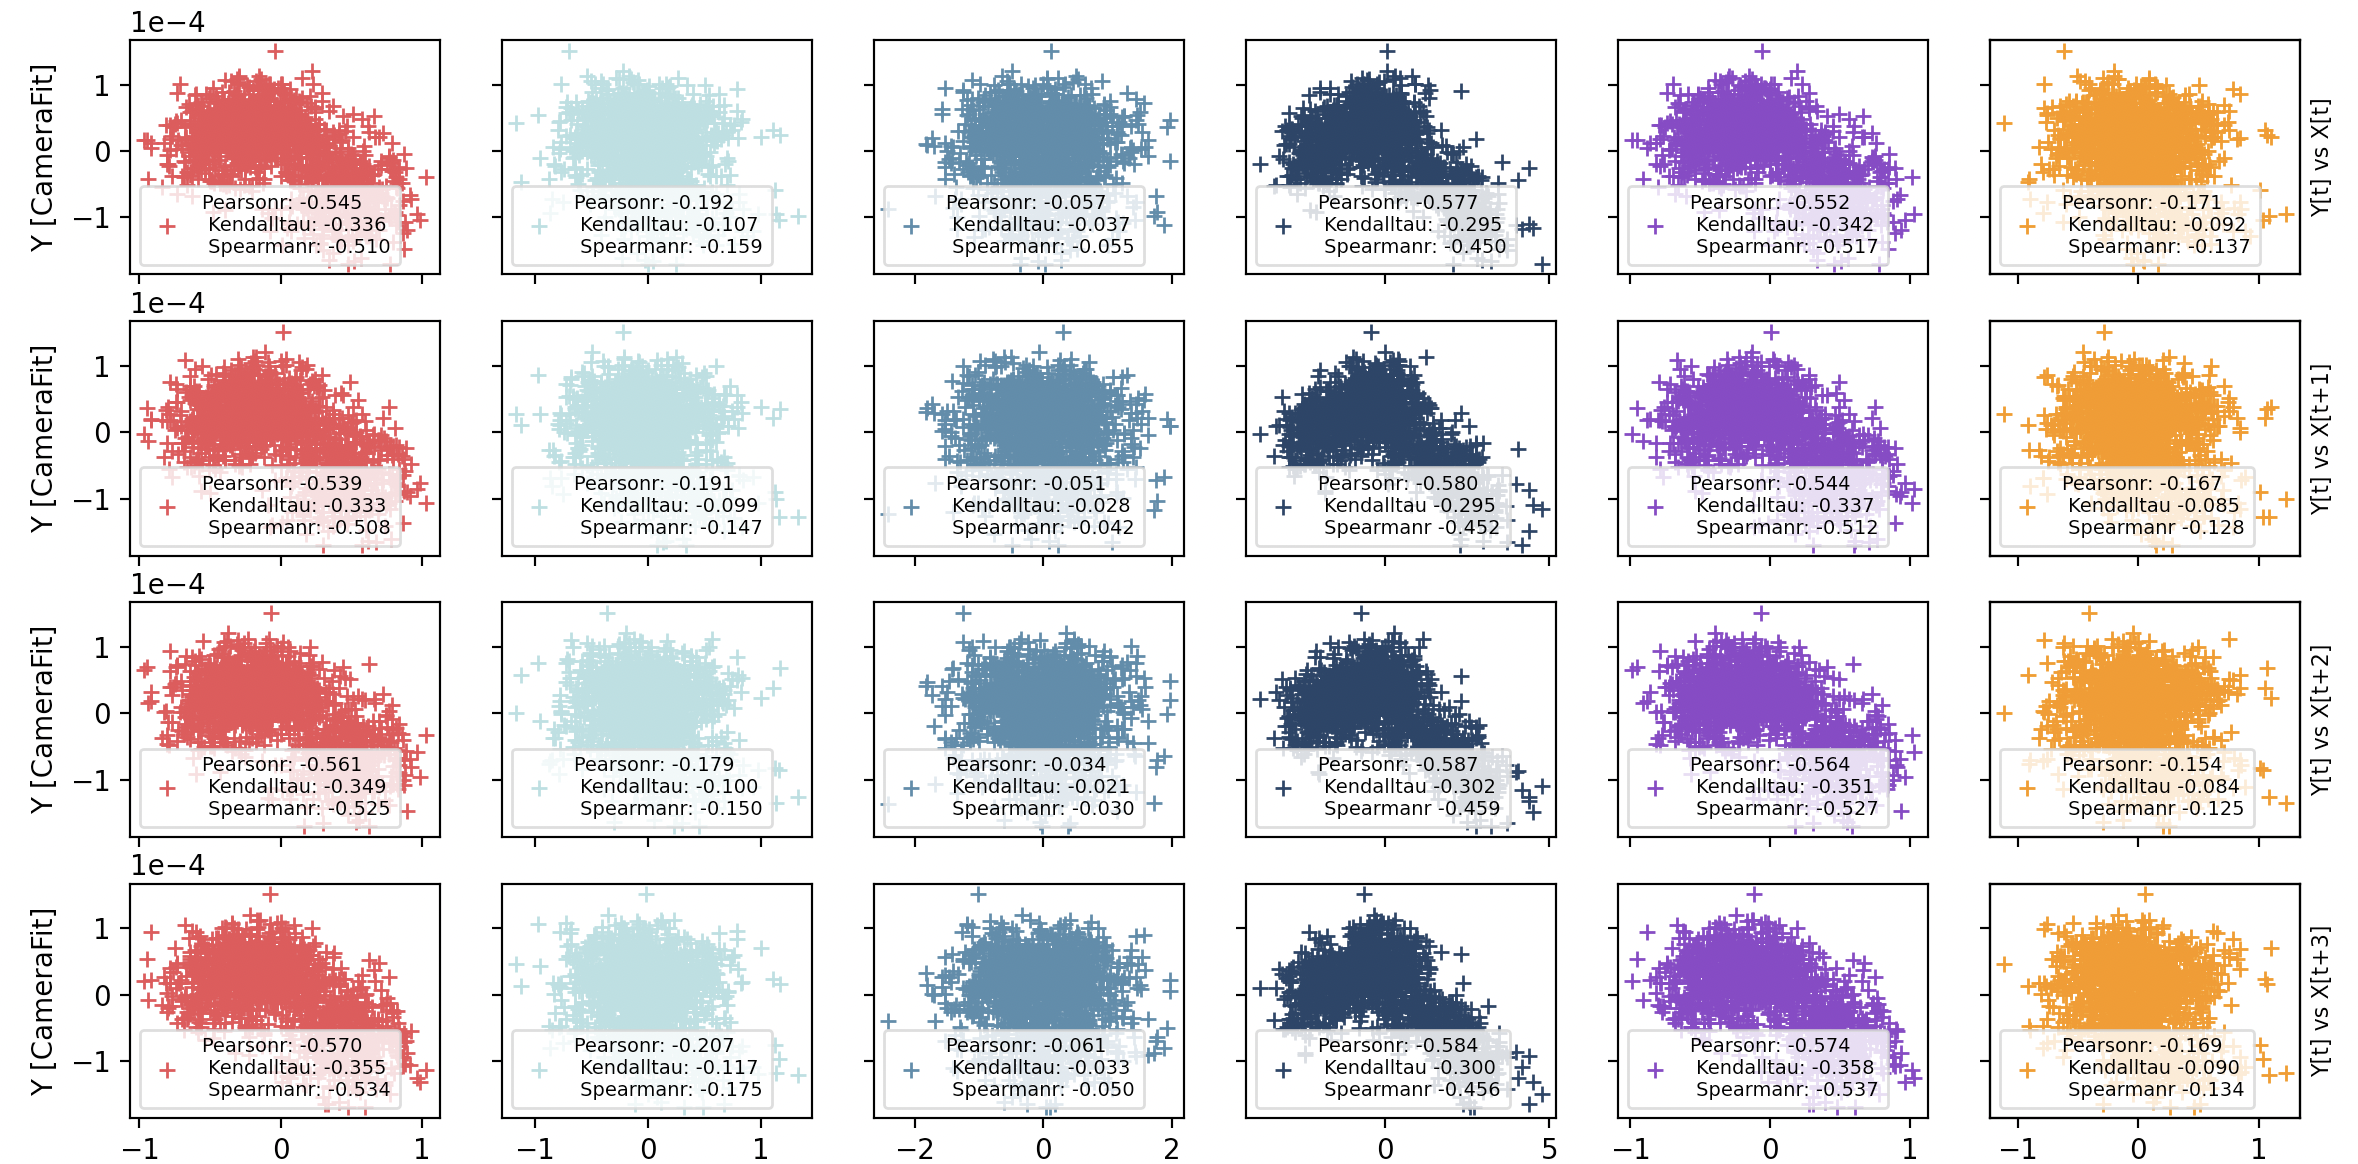 1e−4
Y [CameraFit]
1
0
−1
Pearsonr: -0.545
Kendalltau: -0.336
Spearmanr: -0.510
Pearsonr: -0.192
Kendalltau: -0.107
Spearmanr: -0.159
Pearsonr: -0.057
Kendalltau: -0.037
Spearmanr: -0.055
Pearsonr: -0.577
Kendalltau: -0.295
Spearmanr: -0.450
Pearsonr: -0.552
Kendalltau: -0.342
Spearmanr: -0.517
Pearsonr: -0.171
Kendalltau: -0.092
Spearmanr: -0.137
Y[t] vs X[t]
1e−4
Y [CameraFit]
1
0
−1
Pearsonr: -0.539
Kendalltau: -0.333
Spearmanr: -0.508
Pearsonr: -0.191
Kendalltau: -0.099
Spearmanr: -0.147
Pearsonr: -0.051
Kendalltau: -0.028
Spearmanr: -0.042
Pearsonr: -0.580
Kendalltau -0.295
Spearmanr -0.452
Pearsonr: -0.544
Kendalltau: -0.337
Spearmanr: -0.512
Pearsonr: -0.167
Kendalltau -0.085
Spearmanr -0.128
Y[t] vs X[t+1]
1e−4
Y [CameraFit]
1
0
−1
Pearsonr: -0.561
Kendalltau: -0.349
Spearmanr: -0.525
Pearsonr: -0.179
Kendalltau: -0.100
Spearmanr: -0.150
Pearsonr: -0.034
Kendalltau: -0.021
Spearmanr: -0.030
Pearsonr: -0.587
Kendalltau -0.302
Spearmanr -0.459
Pearsonr: -0.564
Kendalltau: -0.351
Spearmanr: -0.527
Pearsonr: -0.154
Kendalltau -0.084
Spearmanr -0.125
Y[t] vs X[t+2]
1e−4
Y [CameraFit]
1
0
−1
Pearsonr: -0.570
Kendalltau: -0.355
Spearmanr: -0.534
Pearsonr: -0.207
Kendalltau: -0.117
Spearmanr: -0.175
Pearsonr: -0.061
Kendalltau: -0.033
Spearmanr: -0.050
Pearsonr: -0.584
Kendalltau -0.300
Spearmanr -0.456
Pearsonr: -0.574
Kendalltau: -0.358
Spearmanr: -0.537
Pearsonr: -0.169
Kendalltau -0.090
Spearmanr -0.134
Y[t] vs X[t+3]
−1 0 1
−1 0 1
−2 0 2
0 5
−1 0 1
−1 0 1